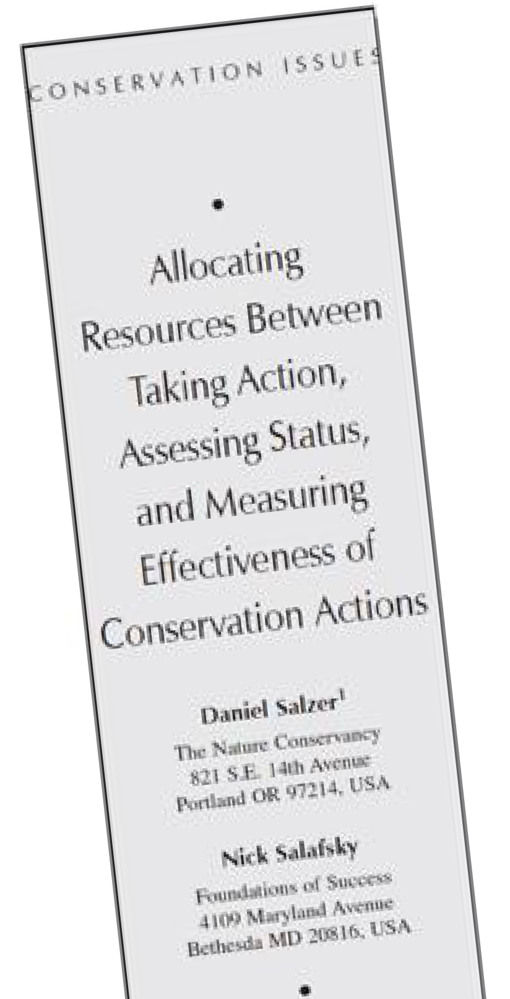 CONSERVATION ISSUES
•
Allocating
Resources Between
Taking Action,
Assessing Status,
and Measuring
Effectiveness of
Conservation Actions
Daniel Salzer¹
The Nature Conservancy
821 S.E. 14th Avenue
Portland OR 97214, USA
Nick Salafsky
Foundations of Success
4109 Maryland Avenue
Bethesda MD 20816, USA
•